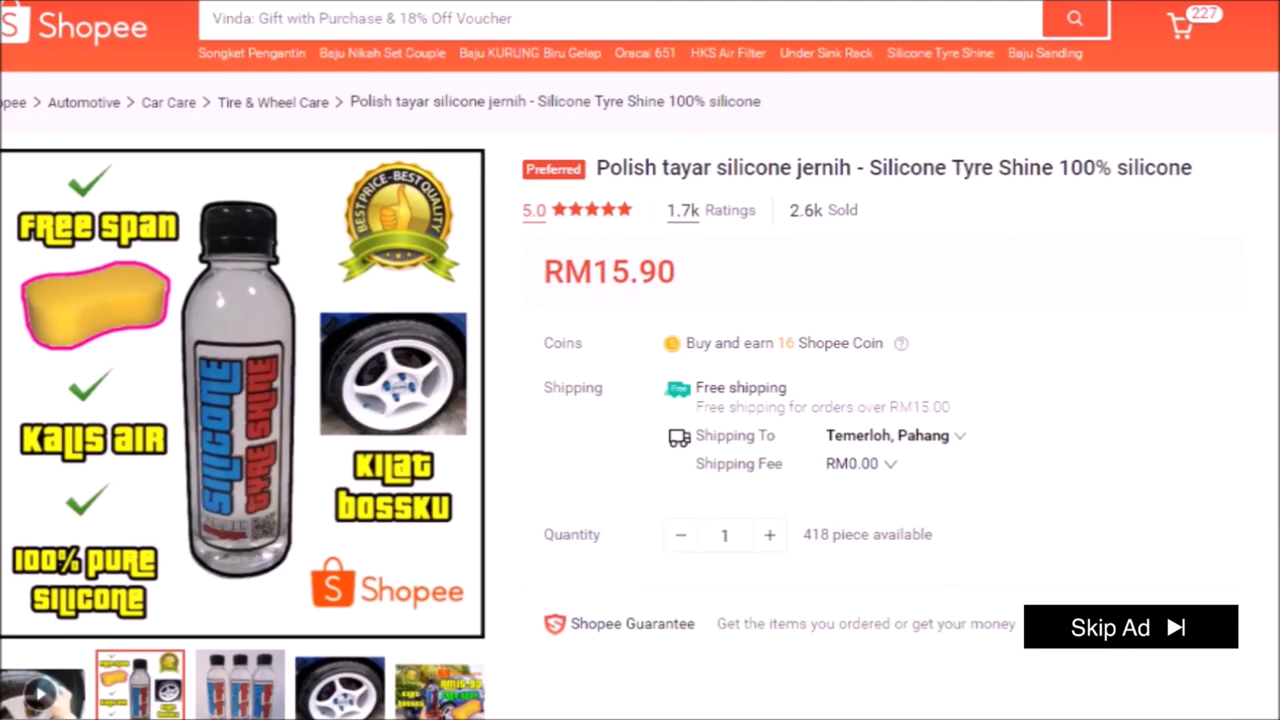 Shopee
Vinda: Gift with Purchase & 18% Off Voucher
227
Songket Pengantin Baju Nikah Set Couple Baju KURUNG Biru Gelap Oracal 651 HKS Air Filter Under Sink Rack Silicone Tyre Shine Baju Sanding
opee > Automotive > Car Care > Tire & Wheel Care > Polish tayar silicone jernih - Silicone Tyre Shine 100% silicone
FREE SPAN
KALIS AIR
100% PURE
SILICONE
SILICONE
TYRE SHINE
BEST PRICE - BEST QUALITY
KILAT
BOSSKU
Shopee
Preferred Polish tayar silicone jernih - Silicone Tyre Shine 100% silicone
5.0 1.7k Ratings 2.6k Sold
RM15.90
Coins Buy and earn 16 Shopee Coin ?
Shipping Free Free shipping
Free shipping for orders over RM15.00
Shipping To Temerloh, Pahang
Shipping Fee RM0.00
Quantity − 1 + 418 piece available
Shopee Guarantee Get the items you ordered or get your money
Skip Ad